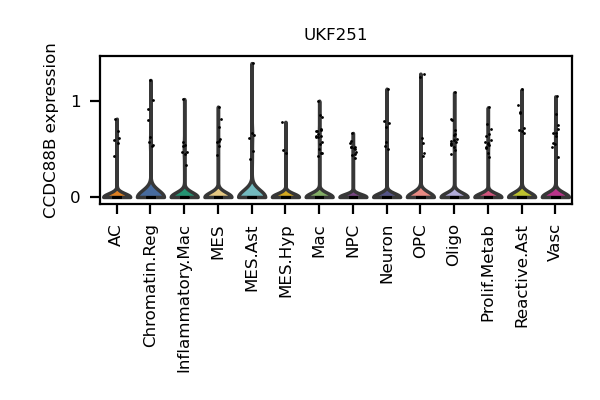 UKF251
CCDC88B expression
1
0
AC
Chromatin.Reg
Inflammatory.Mac
MES
MES.Ast
MES.Hyp
Mac
NPC
Neuron
OPC
Oligo
Prolif.Metab
Reactive.Ast
Vasc